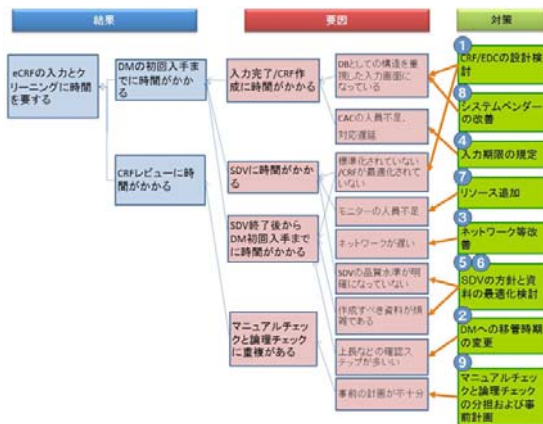 結果
要因
対策
eCRFの入力とク
リーニングに時間
を要する
DMの初回入手ま
でに時間がかかる
CRFレビューに時
間がかかる
入力完了/CRF作
成に時間がかかる
SDVに時間がかか
る
SDV終了後から
DM初回入手まで
に時間がかかる
マニュアルチェッ
クと論理チェック
に重複がある
DBとしての構造を重
視した入力画面に
なっている
CRCの人員不足、
対応遅延
標準化されていない
/CRFが最適化されて
いない
モニターの人員不足
ネットワークが遅い
SDVの品質水準が明
確になっていない
作成すべき資料が煩
雑である
上長などの確認ス
テップが多いい
事前の計画が不十分
1
CRF/EDCの設計検
討
8
システムベンダー
の改善
4
入力期限の規定
7
リソース追加
3
ネットワーク等改
善
5 6
SDVの方針と資
料の最適化検討
2
DMへの移管時期
の変更
9
マニュアルチェッ
クと論理チェック
の分担および事
前計画